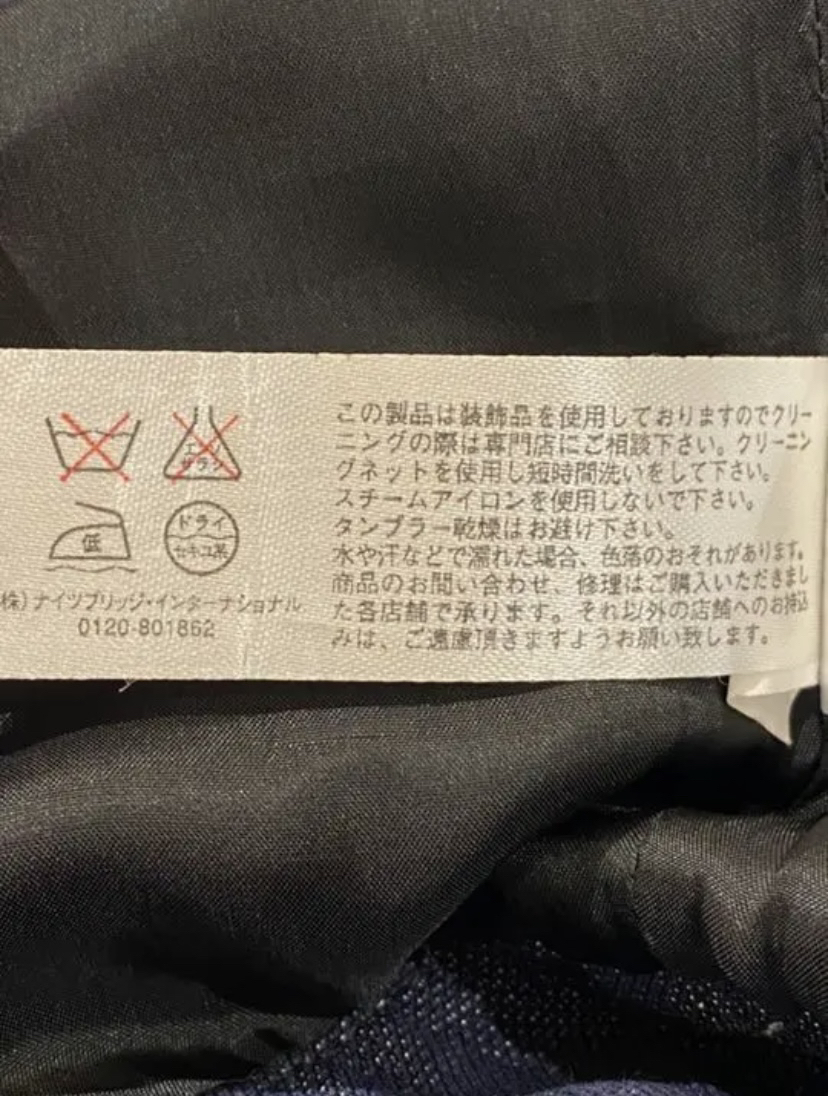 エン
サラシ
低
ドライ
セキユ系
株)ナイツブリッジ・インターナショナル
0120-801862
この製品は装飾品を使用しておりますのでクリー
ニングの際は専門店にご相談下さい。クリーニン
グネットを使用し短時間洗いをして下さい。
スチームアイロンを使用しないで下さい。
タンブラー乾燥はお避け下さい。
水や汗などで濡れた場合、色落のおそれがあります。
商品のお問い合わせ、修理はご購入いただきまし
た各店舗で承ります。それ以外の店舗へのお持込
みは、ご遠慮頂きますようお願い致します。